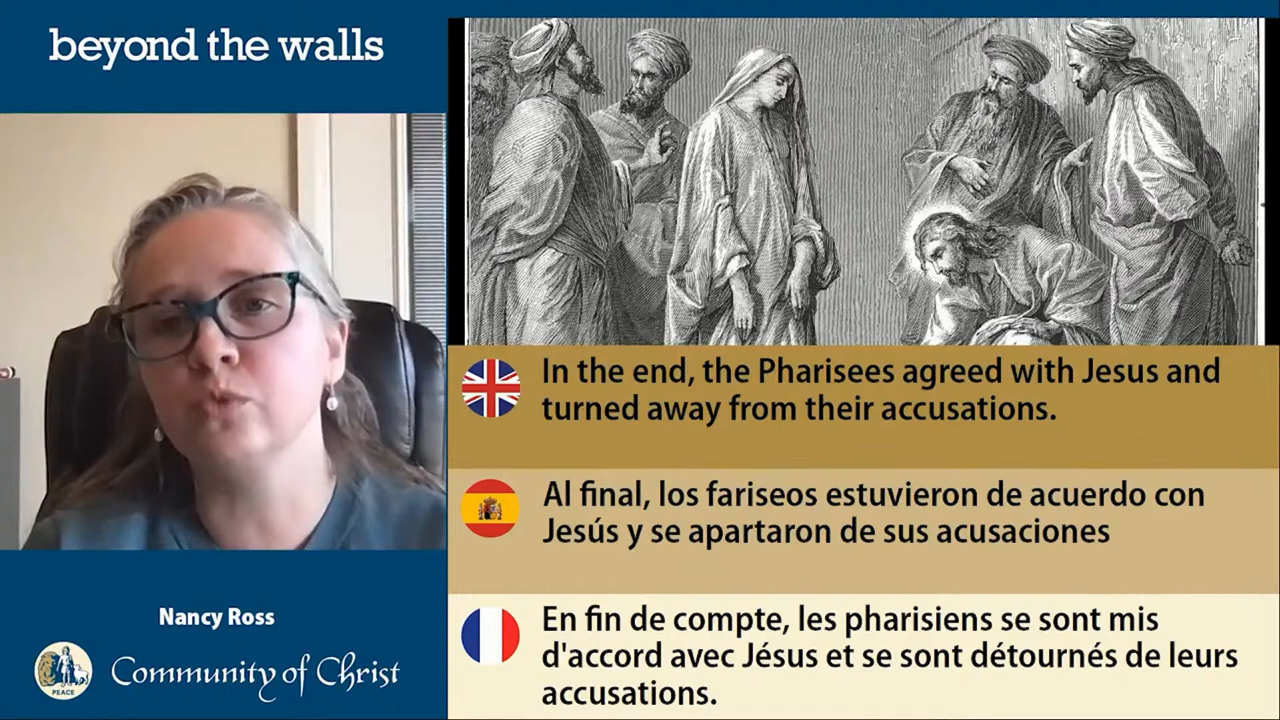 beyond the walls
In the end, the Pharisees agreed with Jesus and
turned away from their accusations.
Al final, los fariseos estuvieron de acuerdo con
Jesús y se apartaron de sus acusaciones
En fin de compte, les pharisiens se sont mis
d'accord avec Jésus et se sont détournés de leurs
accusations.
Nancy Ross
PEACE
Community of Christ